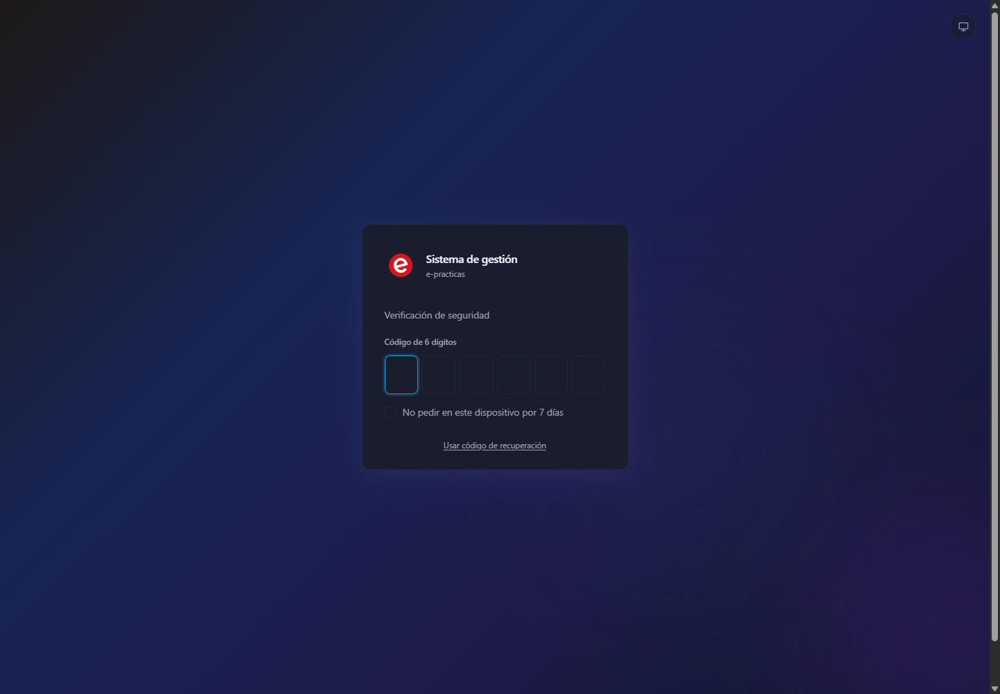 Sistema de gestión
e-practicas
Verificación de seguridad
Código de 6 dígitos
No pedir en este dispositivo por 7 días
Usar código de recuperación